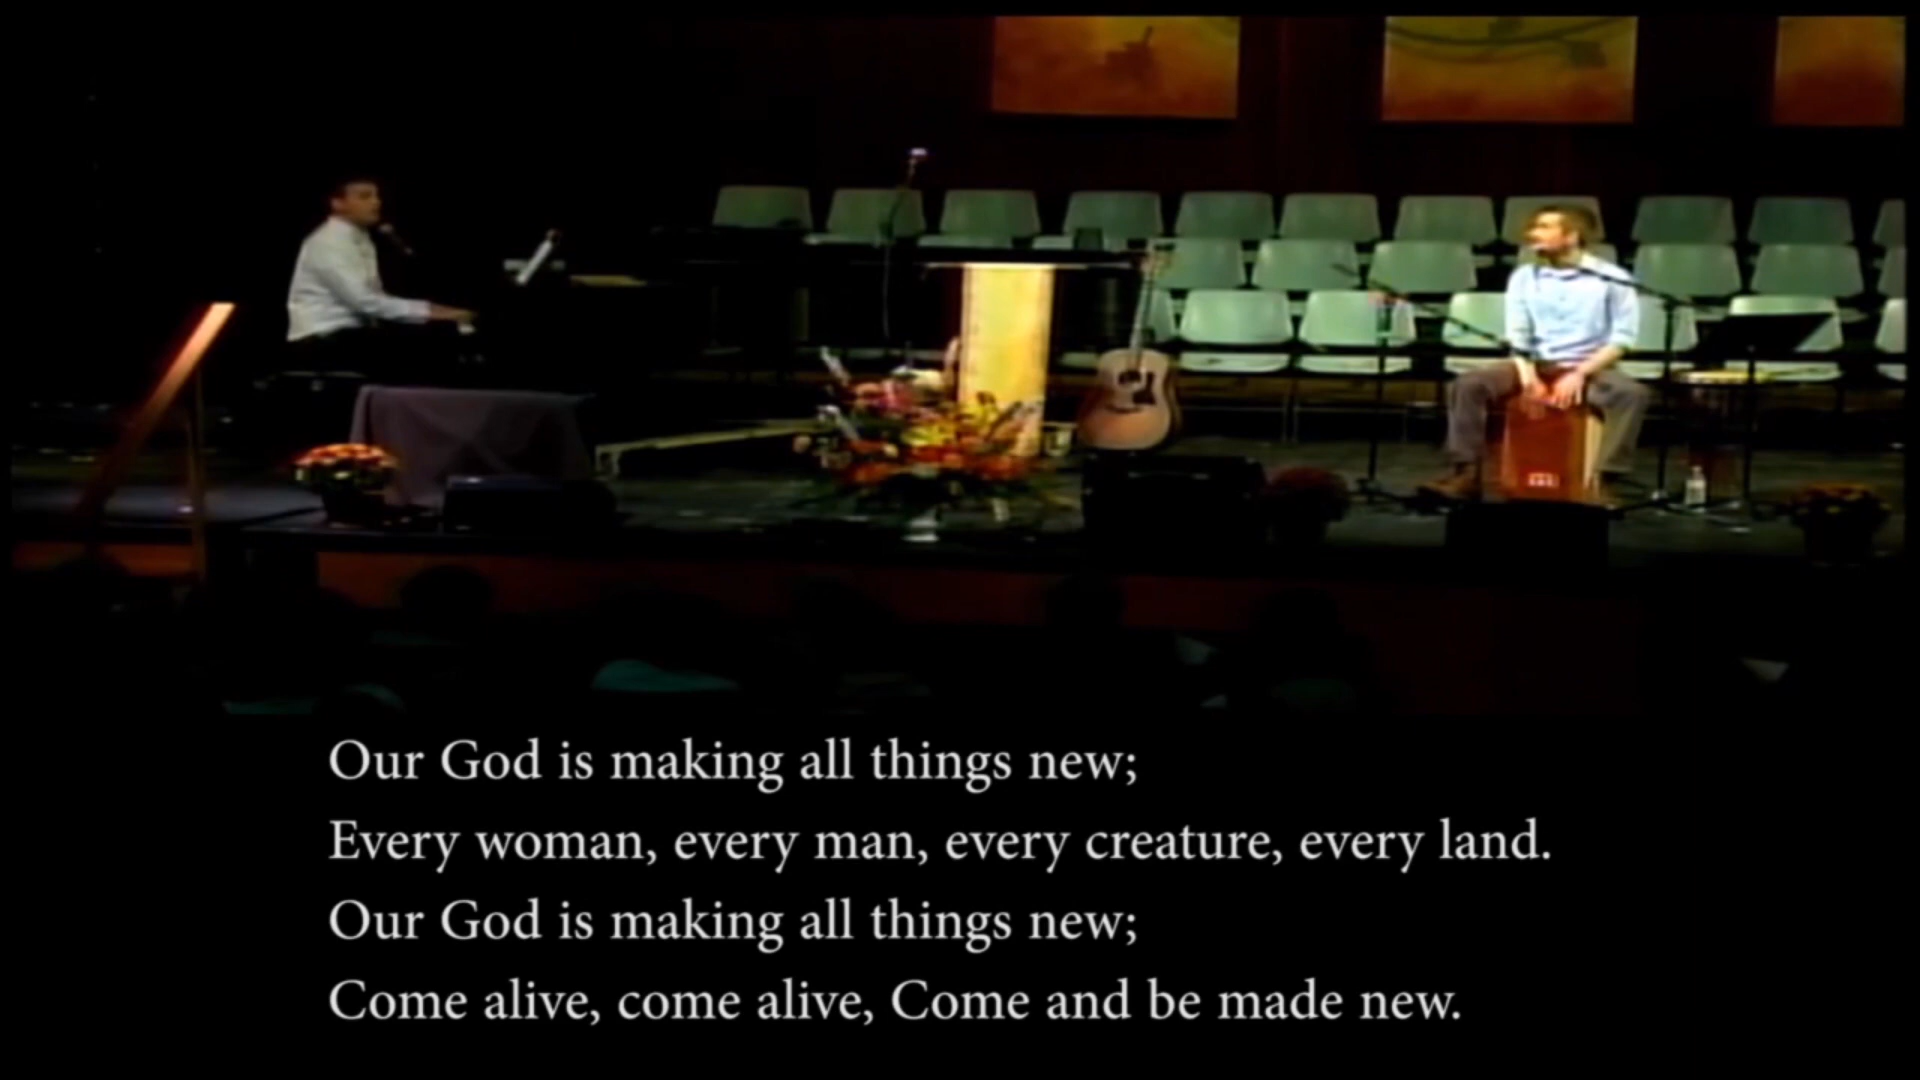 Our God is making all things new;
Every woman, every man, every creature, every land.
Our God is making all things new;
Come alive, come alive, Come and be made new.